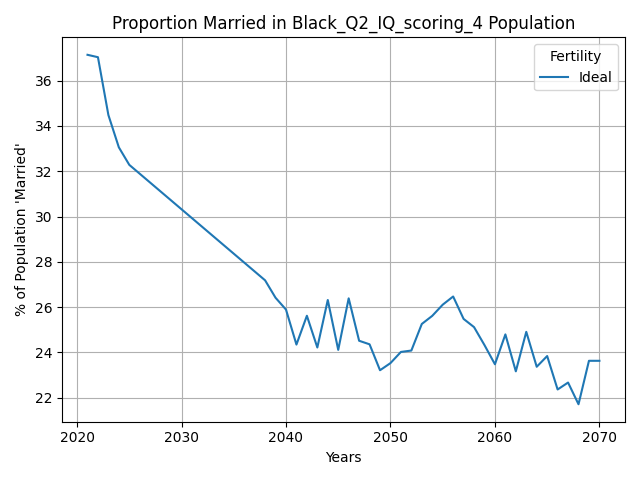 Proportion Married in Black_Q2_IQ_scoring_4 Population
Fertility
Ideal
% of Population 'Married'
36
34
32
30
28
26
24
22
2020 2030 2040 2050 2060 2070
Years